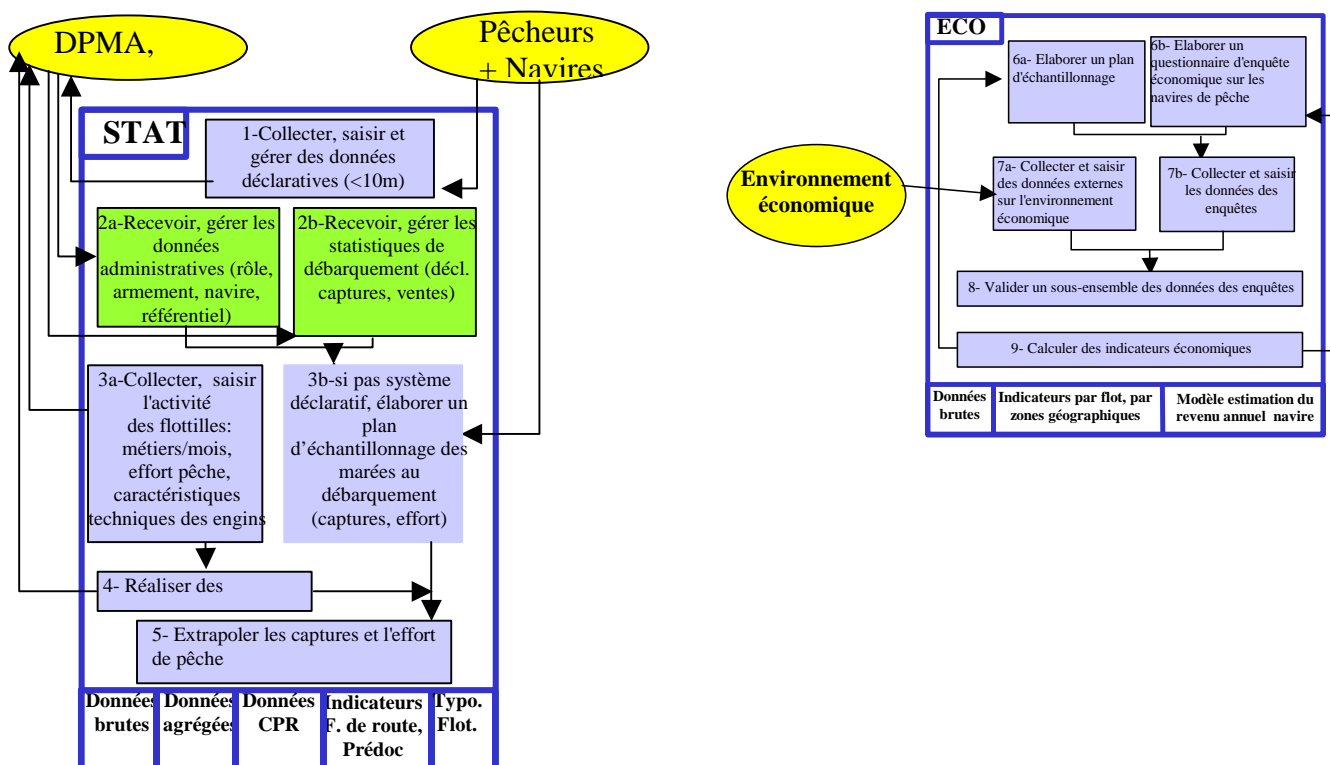 DPMA,
Pêcheurs
+ Navires
STAT
1-Collecter, saisir et
gérer des données
déclaratives (<10m)
2a-Recevoir, gérer les
données
administratives (rôle,
armement, navire,
référentiel)
2b-Recevoir, gérer les
statistiques de
débarquement (décl.
captures, ventes)
3a-Collecter, saisir
l'activité
des flottilles:
métiers/mois,
effort pêche,
caractéristiques
techniques des engins
3b-si pas système
déclaratif, élaborer un
plan
d’échantillonnage des
marées au
débarquement
(captures, effort)
4- Réaliser des
5- Extrapoler les captures et l'effort
de pêche
Données
brutes
Données
agrégées
Données
CPR
Indicateurs
F. de route,
Prédoc
Typo.
Flot.
Environnement
économique
ECO
6a- Elaborer un plan
d'échantillonnage
6b- Elaborer un
questionnaire d'enquête
économique sur les
navires de pêche
7a- Collecter et saisir
des données externes
sur l'environnement
économique
7b- Collecter et saisir
les données des
enquêtes
8- Valider un sous-ensemble des données des enquêtes
9- Calculer des indicateurs économiques
Données
brutes
Indicateurs par flot, par
zones géographiques
Modèle estimation du
revenu annuel navire